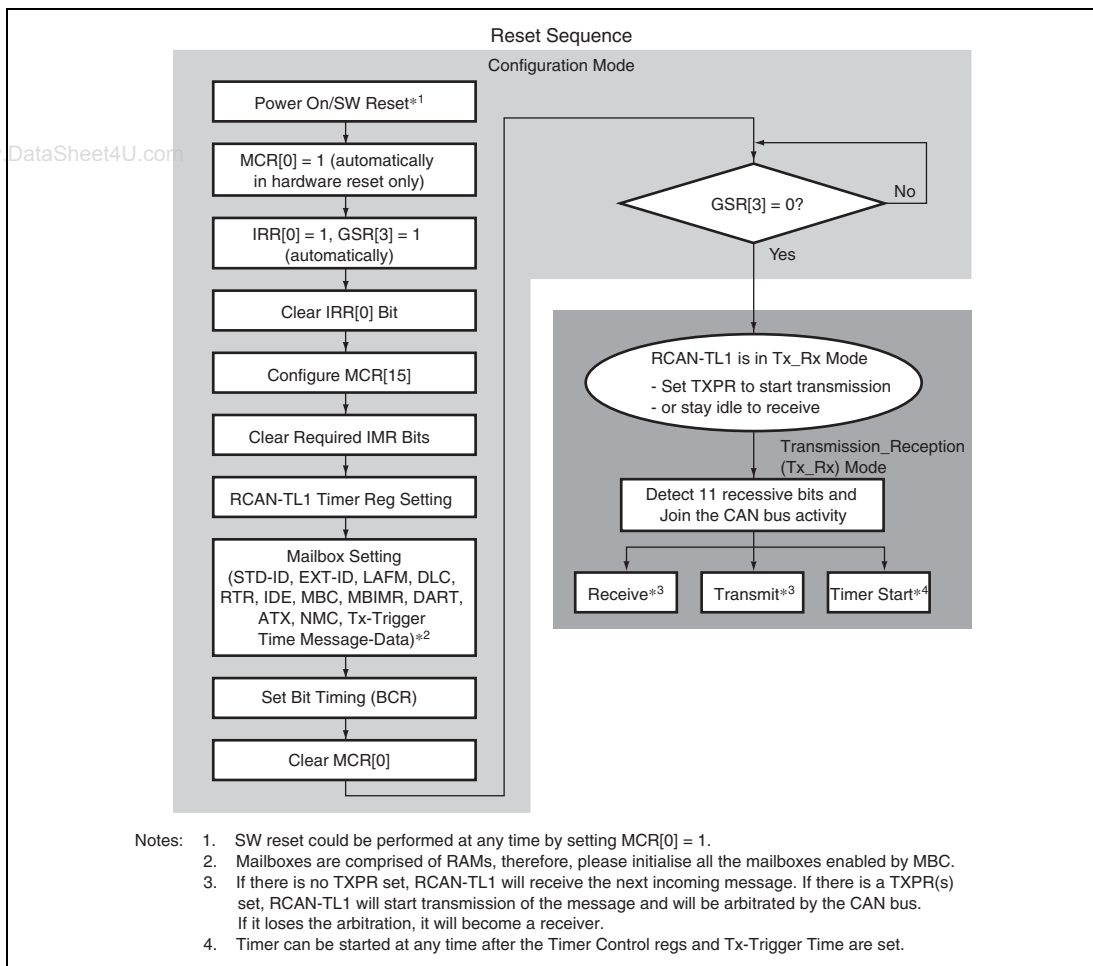 Reset Sequence
Configuration Mode
Power On/SW Reset*1
.DataSheet4U.com
MCR[0] = 1 (automatically
in hardware reset only)
IRR[0] = 1, GSR[3] = 1
(automatically)
Clear IRR[0] Bit
Configure MCR[15]
Clear Required IMR Bits
RCAN-TL1 Timer Reg Setting
Mailbox Setting
(STD-ID, EXT-ID, LAFM, DLC,
RTR, IDE, MBC, MBIMR, DART,
ATX, NMC, Tx-Trigger
Time Message-Data)*2
Set Bit Timing (BCR)
Clear MCR[0]
GSR[3] = 0?
No
Yes
RCAN-TL1 is in Tx_Rx Mode
- Set TXPR to start transmission
- or stay idle to receive
Transmission_Reception
(Tx_Rx) Mode
Detect 11 recessive bits and
Join the CAN bus activity
Receive*3
Transmit*3
Timer Start*4
Notes: 1. SW reset could be performed at any time by setting MCR[0] = 1.
2. Mailboxes are comprised of RAMs, therefore, please initialise all the mailboxes enabled by MBC.
3. If there is no TXPR set, RCAN-TL1 will receive the next incoming message. If there is a TXPR(s)
set, RCAN-TL1 will start transmission of the message and will be arbitrated by the CAN bus.
If it loses the arbitration, it will become a receiver.
4. Timer can be started at any time after the Timer Control regs and Tx-Trigger Time are set.